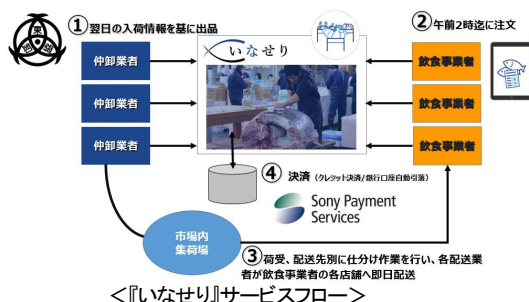 ①翌日の入荷情報を基に出品
②午前2時迄に注文
いなせり
仲卸業者
仲卸業者
仲卸業者
飲食事業者
飲食事業者
飲食事業者
④決済（クレジット決済/銀行口座自動引落）
Sony Payment
Services
市場内
集荷場
③荷受、配送先別に仕分け作業を行い、各配送業
者が飲食事業者の各店舗へ即日配送
＜『いなせり』サービスフロー＞